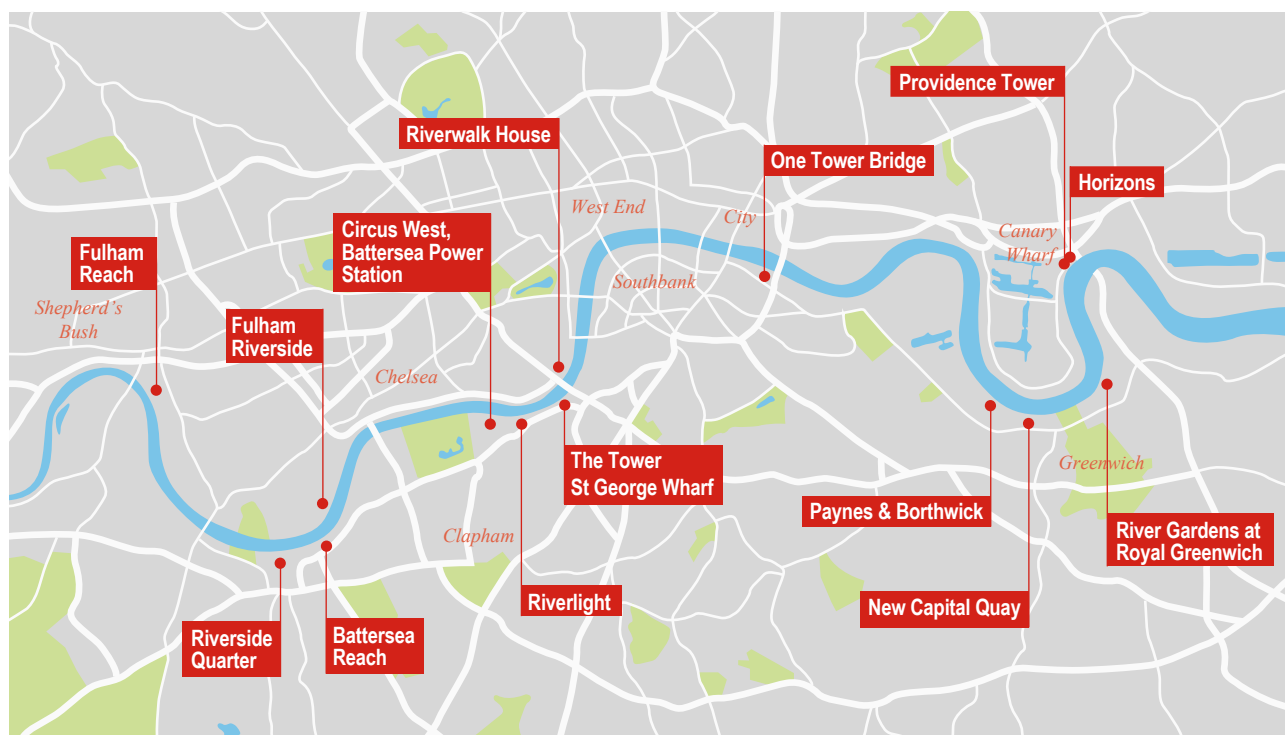 Providence Tower
Riverwalk House
One Tower Bridge
Horizons
West End
City
Circus West,
Battersea Power
Station
Canary
Wharf
Fulham
Reach
Southbank
Shepherd's
Bush
Fulham
Riverside
Chelsea
The Tower
St George Wharf
Greenwich
Paynes & Borthwick
Clapham
River Gardens at
Royal Greenwich
Riverlight
New Capital Quay
Riverside
Quarter
Battersea
Reach